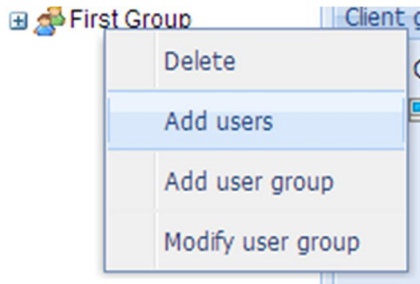 First Group
Client g
Delete
Add users
Add user group
Modify user group